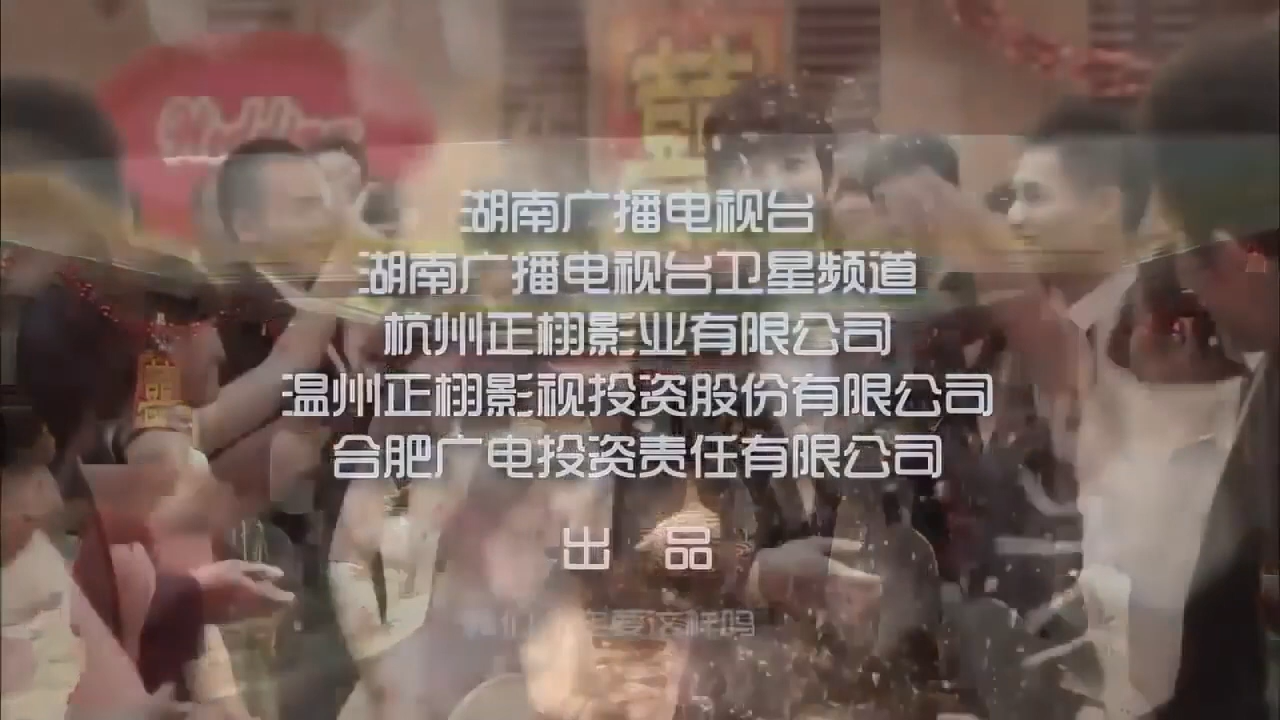 囍
湖南广播电视台
湖南广播电视台卫星频道
杭州正栩影业有限公司
温州正栩影视投资股份有限公司
合肥广电投资责任有限公司
出 品